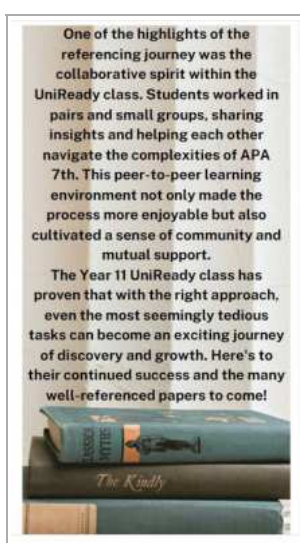 One of the highlights of the
referencing journey was the
collaborative spirit within the
UniReady class. Students worked in
pairs and small groups, sharing
insights and helping each other
navigate the complexities of APA
7th. This peer-to-peer learning
environment not only made the
process more enjoyable but also
cultivated a sense of community and
mutual support.
The Year 11 UniReady class has
proven that with the right approach,
even the most seemingly tedious
tasks can become an exciting journey
of discovery and growth. Here's to
their continued success and the many
well-referenced papers to come!
CLASSICAL
MYTHS
The Kindly